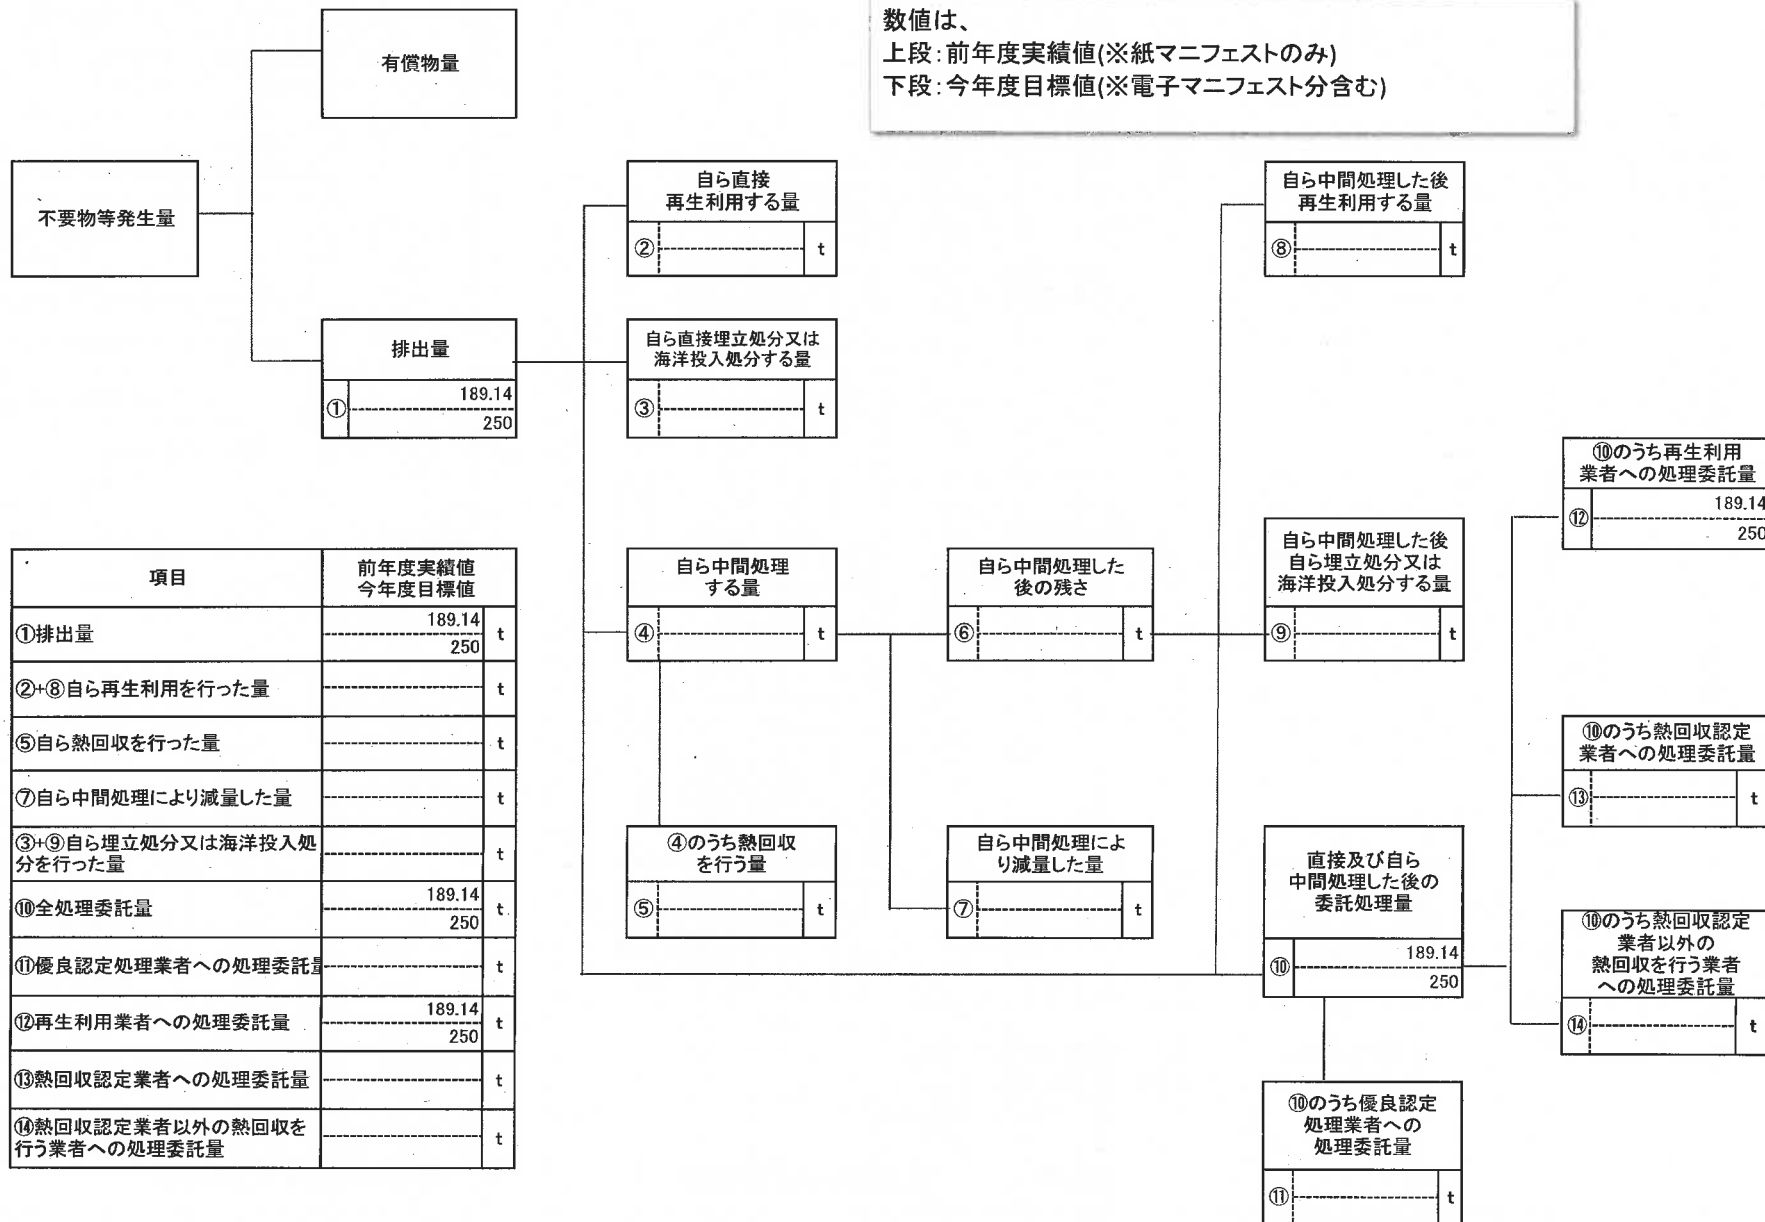 数値は、
上段:前年度実績値(※紙マニフェストのみ)
下段:今年度目標値(※電子マニフェスト分含む)
有償物量
不要物等発生量
排出量
① 189.14
250
自ら直接
再生利用する量
② t
自ら直接埋立処分又は
海洋投入処分する量
③ t
自ら中間処理
する量
④ t
④のうち熱回収
を行う量
⑤ t
自ら中間処理した
後の残さ
⑥ t
自ら中間処理によ
り減量した量
⑦ t
自ら中間処理した後
再生利用する量
⑧ t
自ら中間処理した後
自ら埋立処分又は
海洋投入処分する量
⑨ t
直接及び自ら
中間処理した後の
委託処理量
⑩ 189.14
250
⑩のうち優良認定
処理業者への
処理委託量
⑪ t
⑩のうち再生利用
業者への処理委託量
⑫ 189.14
250
⑩のうち熱回収認定
業者への処理委託量
⑬ t
⑩のうち熱回収認定
業者以外の
熱回収を行う業者
への処理委託量
⑭ t
項目 前年度実績値
今年度目標値
①排出量 189.14 t
250
②+⑧自ら再生利用を行った量 t
⑤自ら熱回収を行った量 t
⑦自ら中間処理により減量した量 t
③+⑨自ら埋立処分又は海洋投入処
分を行った量 t
⑩全処理委託量 189.14 t
250
⑪優良認定処理業者への処理委託量 t
⑫再生利用業者への処理委託量 189.14 t
250
⑬熱回収認定業者への処理委託量 t
⑭熱回収認定業者以外の熱回収を
行う業者への処理委託量 t